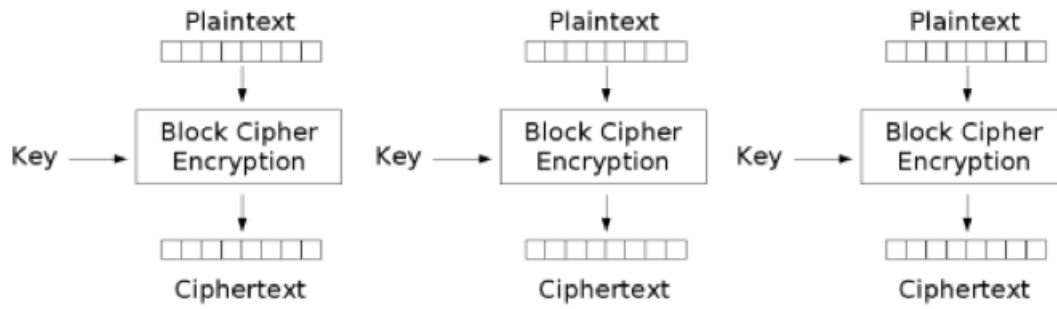 Plaintext Plaintext Plaintext
Block Cipher Block Cipher Block Cipher
Key Encryption Key Encryption Key Encryption
Ciphertext Ciphertext Ciphertext